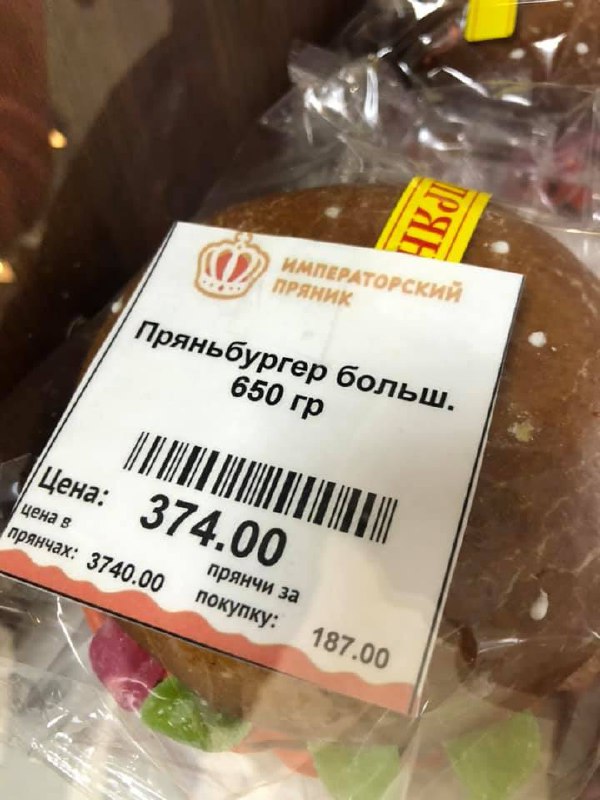 ИМПЕРАТОРСКИЙ
ПРЯНИК
Пряньбургер больш.
650 гр
Цена:
374.00
цена в
прянчах:
3740.00
прянчи за
покупку:
187.00